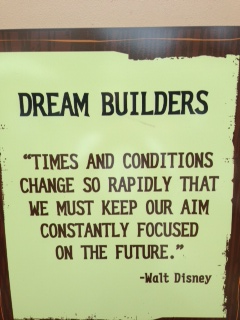 DREAM BUILDERS
“TIMES AND CONDITIONS
CHANGE SO RAPIDLY THAT
WE MUST KEEP OUR AIM
CONSTANTLY FOCUSED
ON THE FUTURE.”
-Walt Disney